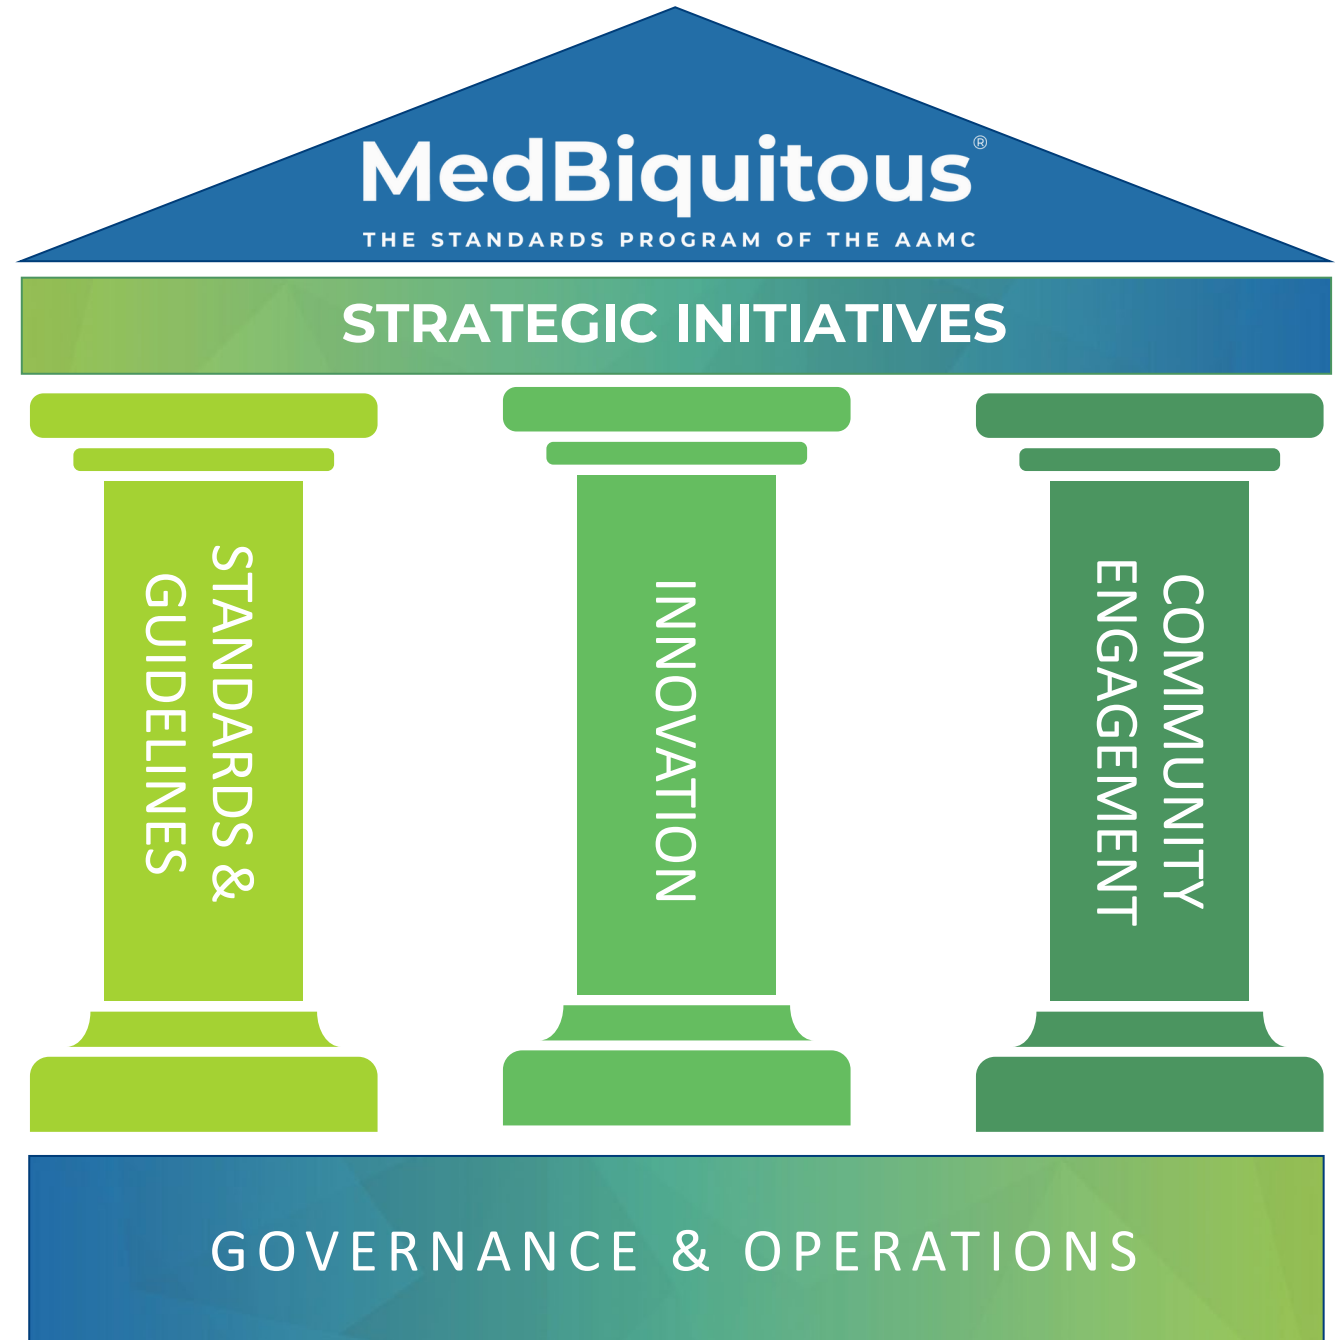 MedBiquitous®
THE STANDARDS PROGRAM OF THE AAMC
STRATEGIC INITIATIVES
STANDARDS &
GUIDELINES
INNOVATION
COMMUNITY
ENGAGEMENT
GOVERNANCE & OPERATIONS